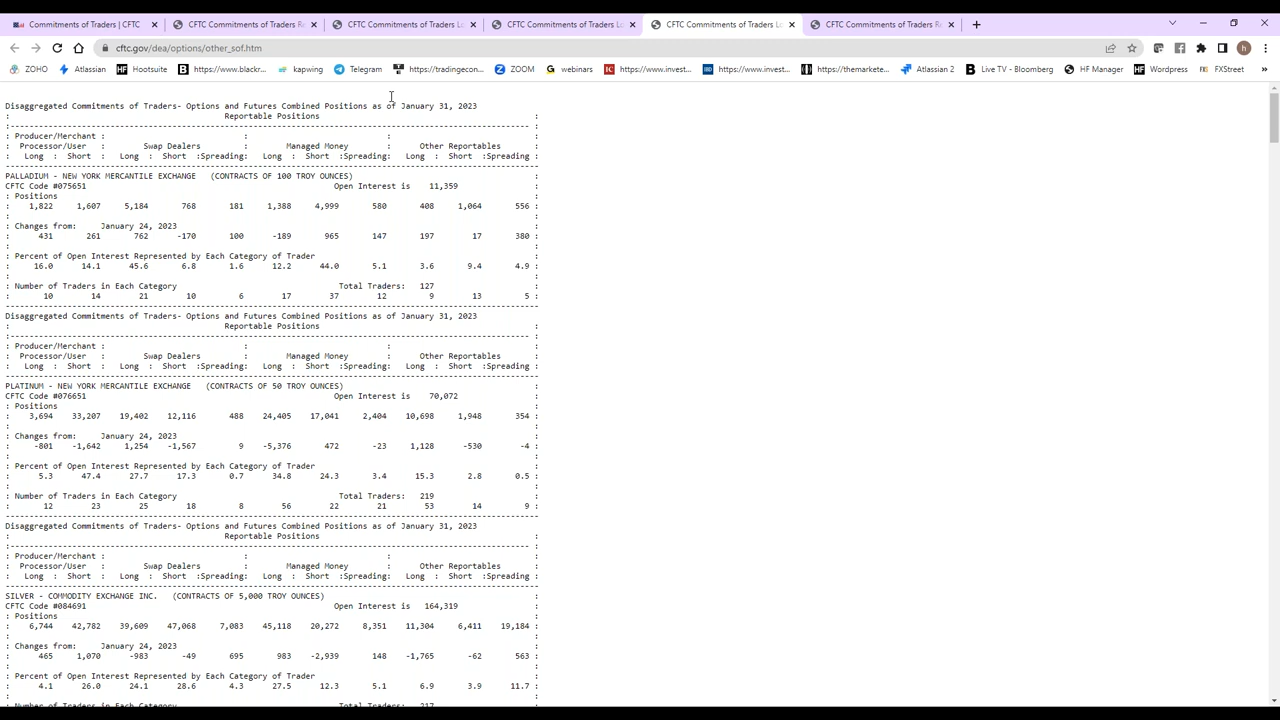 Commitments of Traders | CFTC
CFTC Commitments of Traders R
CFTC Commitments of Traders L
CFTC Commitments of Traders L
CFTC Commitments of Traders L
CFTC Commitments of Traders R
cftc.gov/dea/options/other_sof.htm
ZOHO Atlassian Hootsuite https://www.blackr... kapwing Telegram https://tradingecon... ZOOM webinars https://www.invest... https://www.invest... https://themarkete... Atlassian 2 Live TV - Bloomberg HF Manager Wordpress FXStreet »
Disaggregated Commitments of Traders- Options and Futures Combined Positions as of January 31, 2023
: Reportable Positions :
:----------------------------------------------------------------------------------------------------------- :
: Producer/Merchant : : : :
: Processor/User : Swap Dealers : Managed Money : Other Reportables :
: Long : Short : Long : Short :Spreading: Long : Short :Spreading: Long : Short :Spreading :
-------------------------------------------------------------------------------------------------------------
PALLADIUM - NEW YORK MERCANTILE EXCHANGE (CONTRACTS OF 100 TROY OUNCES) :
CFTC Code #075651 Open Interest is 11,359 :
: Positions :
: 1,822 1,607 5,184 768 181 1,388 4,999 580 408 1,064 556 :
: :
: Changes from: January 24, 2023 :
: 431 261 762 -170 100 -189 965 147 197 17 380 :
: :
: Percent of Open Interest Represented by Each Category of Trader :
: 16.0 14.1 45.6 6.8 1.6 12.2 44.0 5.1 3.6 9.4 4.9 :
: :
: Number of Traders in Each Category Total Traders: 127 :
: 10 14 21 10 6 17 37 12 9 13 5 :
-------------------------------------------------------------------------------------------------------------
Disaggregated Commitments of Traders- Options and Futures Combined Positions as of January 31, 2023
: Reportable Positions :
:----------------------------------------------------------------------------------------------------------- :
: Producer/Merchant : : : :
: Processor/User : Swap Dealers : Managed Money : Other Reportables :
: Long : Short : Long : Short :Spreading: Long : Short :Spreading: Long : Short :Spreading :
-------------------------------------------------------------------------------------------------------------
PLATINUM - NEW YORK MERCANTILE EXCHANGE (CONTRACTS OF 50 TROY OUNCES) :
CFTC Code #076651 Open Interest is 70,072 :
: Positions :
: 3,694 33,207 19,402 12,116 488 24,405 17,041 2,404 10,698 1,948 354 :
: :
: Changes from: January 24, 2023 :
: -801 -1,642 1,254 -1,567 9 -5,376 472 -23 1,128 -530 -4 :
: :
: Percent of Open Interest Represented by Each Category of Trader :
: 5.3 47.4 27.7 17.3 0.7 34.8 24.3 3.4 15.3 2.8 0.5 :
: :
: Number of Traders in Each Category Total Traders: 219 :
: 12 23 25 18 8 56 22 21 53 14 9 :
-------------------------------------------------------------------------------------------------------------
Disaggregated Commitments of Traders- Options and Futures Combined Positions as of January 31, 2023
: Reportable Positions :
:----------------------------------------------------------------------------------------------------------- :
: Producer/Merchant : : : :
: Processor/User : Swap Dealers : Managed Money : Other Reportables :
: Long : Short : Long : Short :Spreading: Long : Short :Spreading: Long : Short :Spreading :
-------------------------------------------------------------------------------------------------------------
SILVER - COMMODITY EXCHANGE INC. (CONTRACTS OF 5,000 TROY OUNCES) :
CFTC Code #084691 Open Interest is 164,319 :
: Positions :
: 6,744 42,782 39,609 47,068 7,083 45,118 20,272 8,351 11,304 6,411 19,184 :
: :
: Changes from: January 24, 2023 :
: 465 1,070 -983 -49 695 983 -2,939 148 -1,765 -62 563 :
: :
: Percent of Open Interest Represented by Each Category of Trader :
: 4.1 26.0 24.1 28.6 4.3 27.5 12.3 5.1 6.9 3.9 11.7 :
: :
: Number of Traders in Each Category Total Traders: 217 :